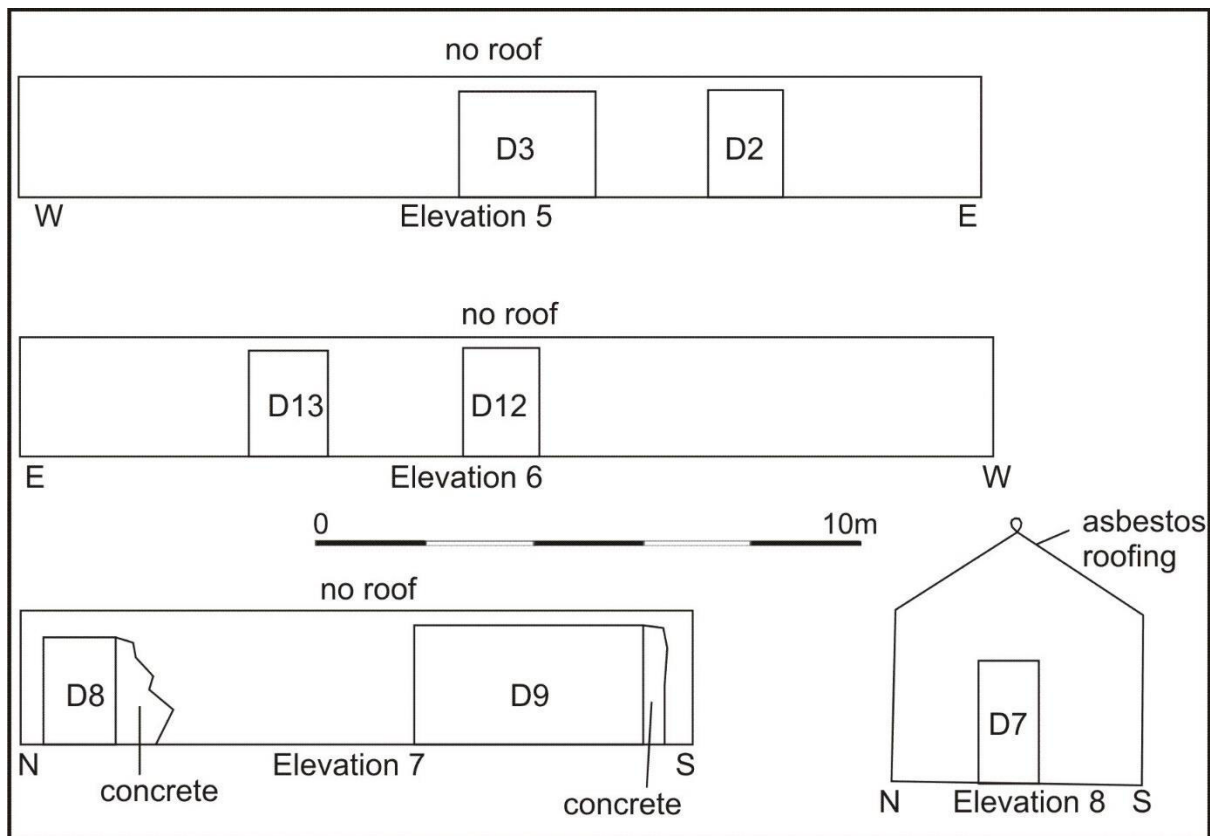 no roof
D3
D2
W
Elevation 5
E
no roof
D13
D12
E
Elevation 6
W
0
10m
asbestos
roofing
no roof
D8
D9
D7
N
Elevation 7
S
concrete
concrete
N
Elevation 8
S